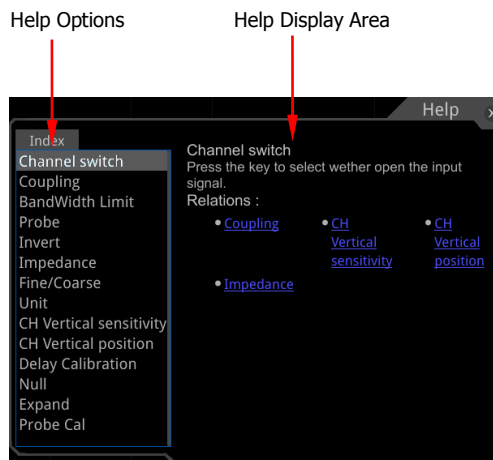 Help Options
Help Display Area
Help
x
Index
Channel switch
Coupling
BandWidth Limit
Probe
Invert
Impedance
Fine/Coarse
Unit
CH Vertical sensitivity
CH Vertical position
Delay Calibration
Null
Expand
Probe Cal
Channel switch
Press the key to select wether open the input
signal.
Relations :
• Coupling
• CH
Vertical
sensitivity
• CH
Vertical
position
• Impedance